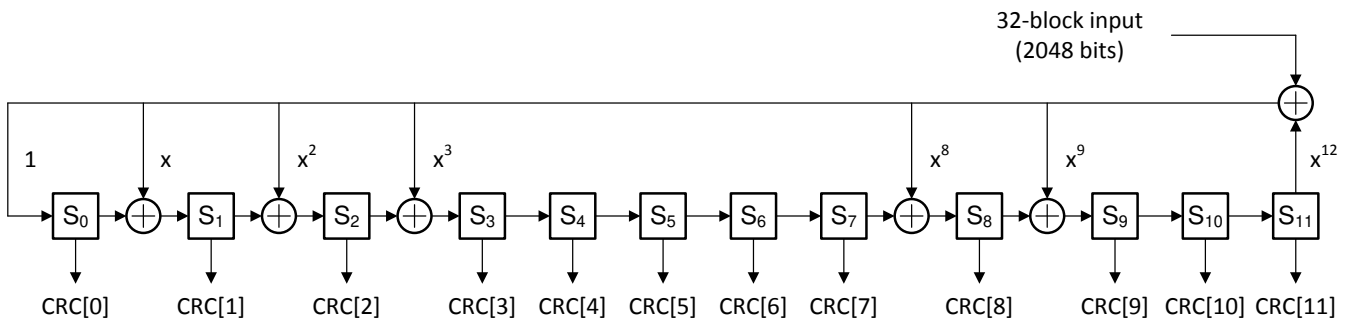 32-block input
(2048 bits)
1 x x² x³ x⁸ x⁹ x¹²
S₀ S₁ S₂ S₃ S₄ S₅ S₆ S₇ S₈ S₉ S₁₀ S₁₁
CRC[0] CRC[1] CRC[2] CRC[3] CRC[4] CRC[5] CRC[6] CRC[7] CRC[8] CRC[9] CRC[10] CRC[11]